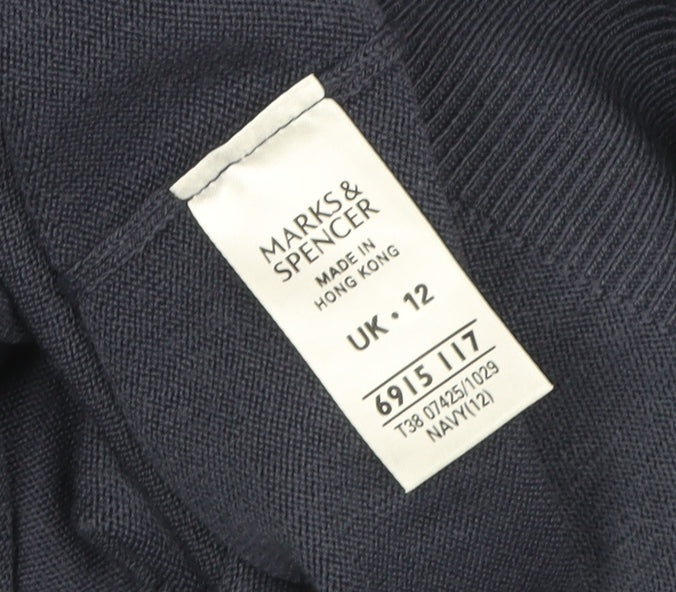 MARKS &
SPENCER
MADE IN
HONG KONG
UK • 12
6915 117
T38 07425/1029
NAVY(12)